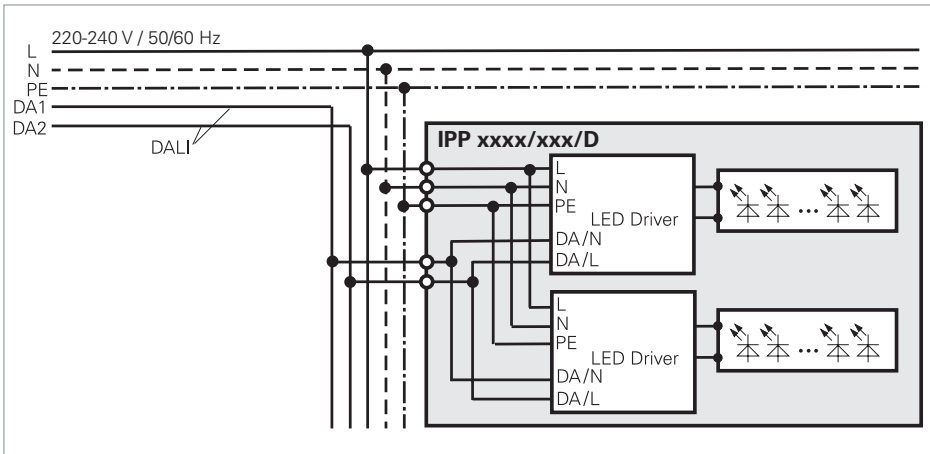 220-240 V / 50/60 Hz
L
N
PE
DA1
DA2
DALI
IPP xxxx/xxx/D
L
N
PE
LED Driver
DA/N
DA/L
...
L
N
PE
LED Driver
DA/N
DA/L
...